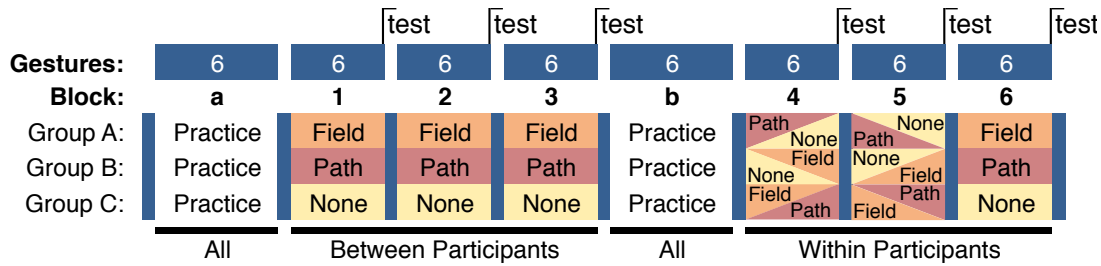 test test test test test test
Gestures: 6 6 6 6 6 6 6 6
Block: a 1 2 3 b 4 5 6
Group A: Practice Field Field Field Practice Path None None Path Field
Group B: Practice Path Path Path Practice Field None None Field Path
Group C: Practice None None None Practice Field Path Path Field None
All Between Participants All Within Participants